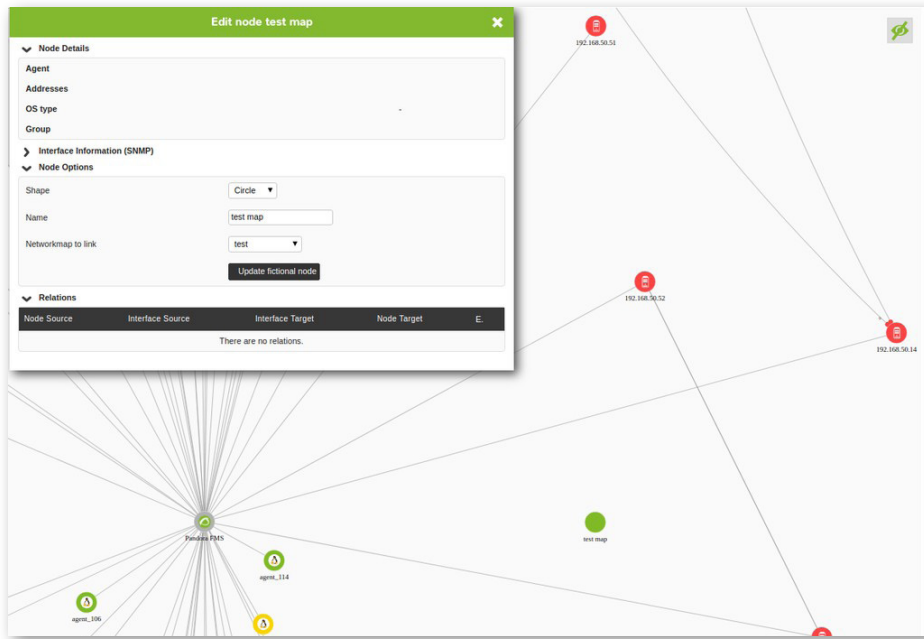 Edit node test map
Node Details
Agent
Addresses
OS type -
Group
Interface Information (SNMP)
Node Options
Shape Circle
Name test map
Networkmap to link test
Update fictional node
Relations
Node Source Interface Source Interface Target Node Target E.
There are no relations.
192.168.50.51
192.168.50.52
192.168.50.14
Pandora FMS
test map
agent_114
agent_106